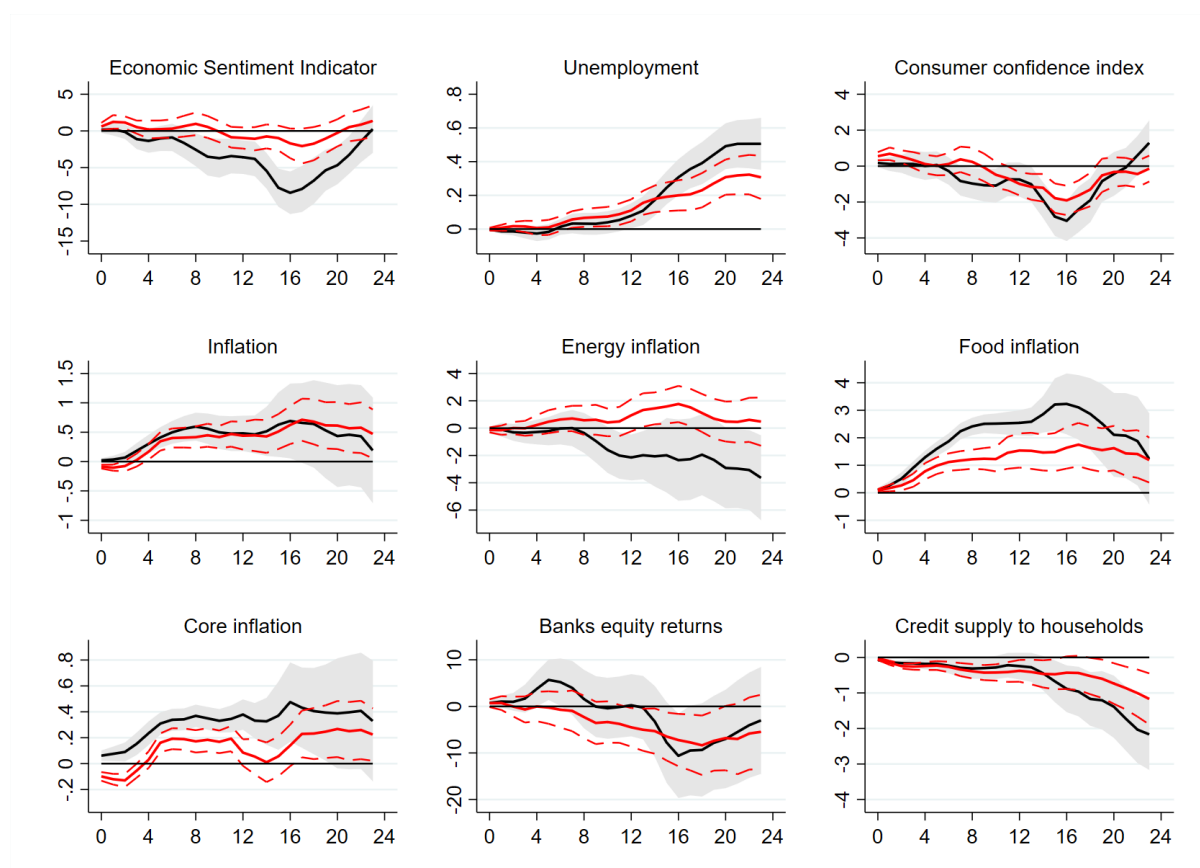 Economic Sentiment Indicator
5
0
-5
-10
-15
0 4 8 12 16 20 24
Unemployment
.8
.6
.4
.2
0
0 4 8 12 16 20 24
Consumer confidence index
4
2
0
-2
-4
0 4 8 12 16 20 24
Inflation
1.5
1
.5
0
-.5
-1
0 4 8 12 16 20 24
Energy inflation
4
2
0
-2
-4
-6
0 4 8 12 16 20 24
Food inflation
4
3
2
1
0
-1
0 4 8 12 16 20 24
Core inflation
.8
.6
.4
.2
0
-.2
0 4 8 12 16 20 24
Banks equity returns
10
0
-10
-20
0 4 8 12 16 20 24
Credit supply to households
0
-1
-2
-3
-4
0 4 8 12 16 20 24